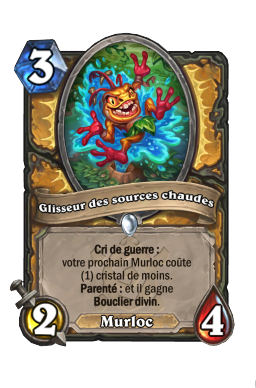 3
Glisseur des sources chaudes
Cri de guerre :
votre prochain Murloc coûte
(1) cristal de moins.
Parenté : et il gagne
Bouclier divin.
2
Murloc
4